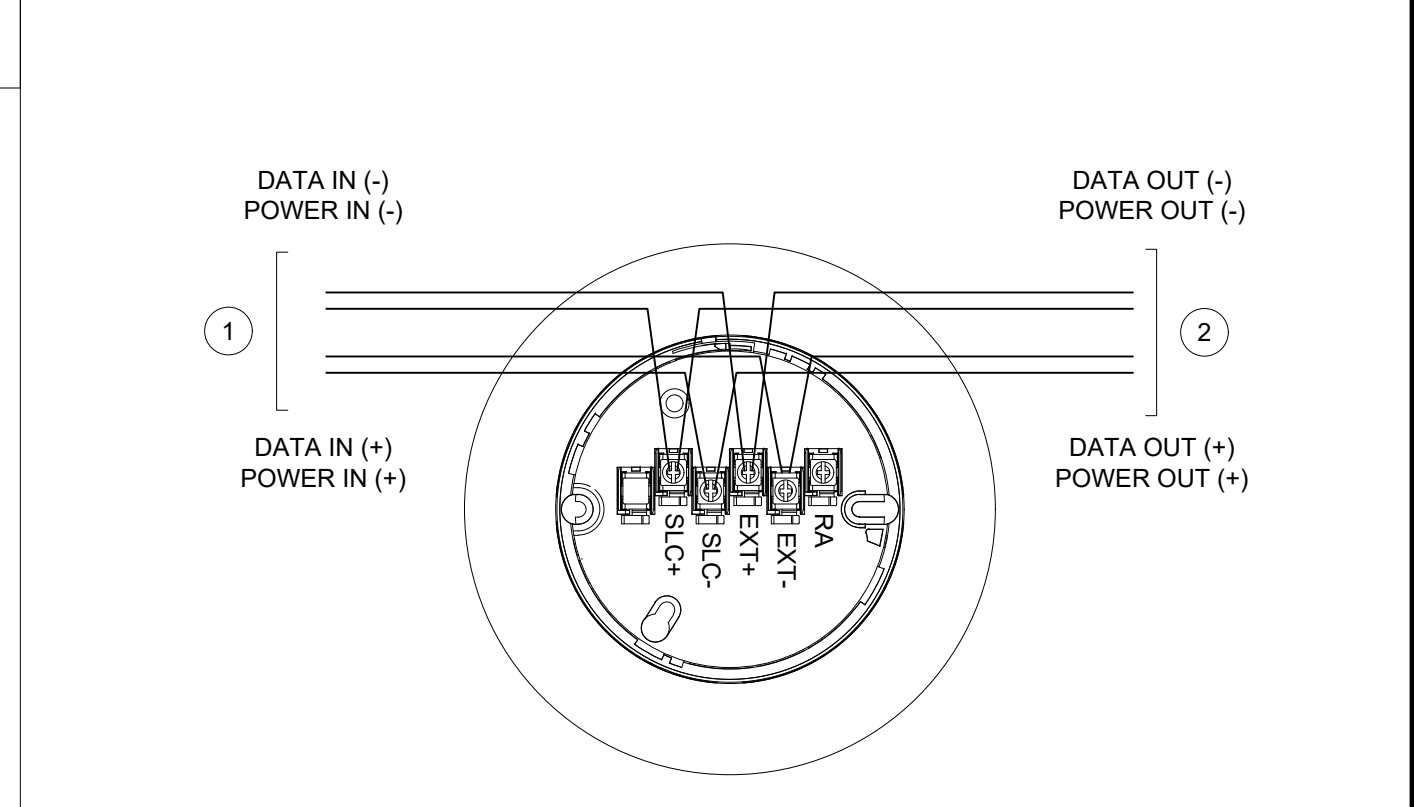 DATA IN (-)
POWER IN (-)
DATA OUT (-)
POWER OUT (-)
1
2
DATA IN (+)
POWER IN (+)
DATA OUT (+)
POWER OUT (+)
SLC+
SLC-
EXT+
EXT-
RA